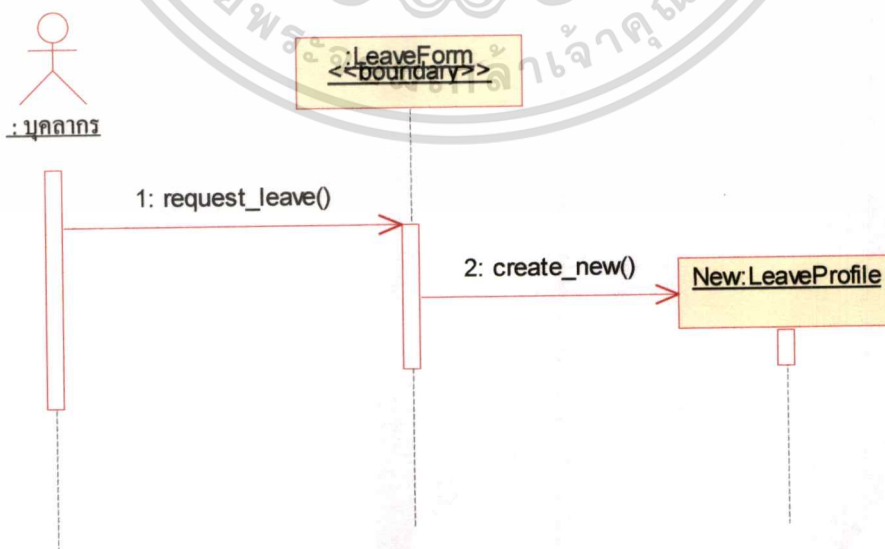 :LeaveForm
<<boundary>>
: บุคลากร
1: request_leave()
2: create_new()
New:LeaveProfile